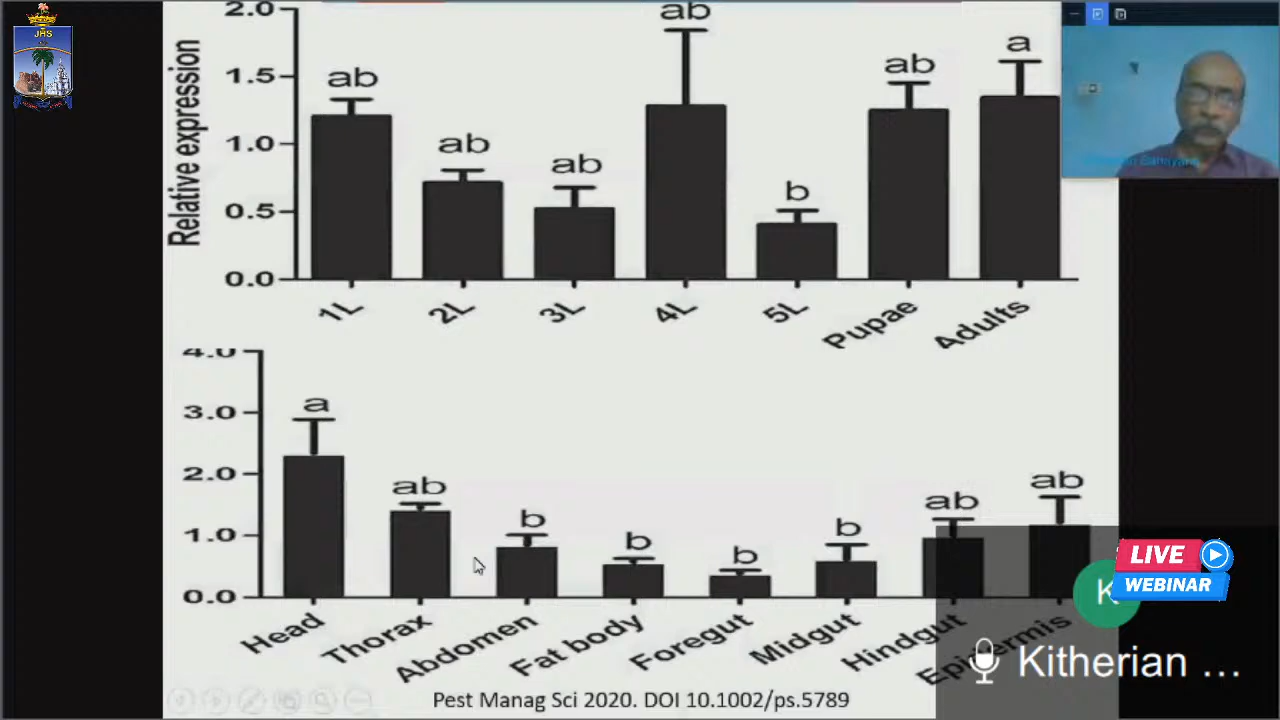 JHS
2.0
1.5
1.0
0.5
0.0
Relative expression
ab
ab
ab
ab
b
ab
a
1L
2L
3L
4L
5L
Pupae
Adults
4.0
3.0
2.0
1.0
0.0
a
ab
b
b
b
b
ab
ab
Head
Thorax
Abdomen
Fat body
Foregut
Midgut
Hindgut
Epidermis
LIVE
WEBINAR
K
Kitherian ...
Pest Manag Sci 2020. DOI 10.1002/ps.5789